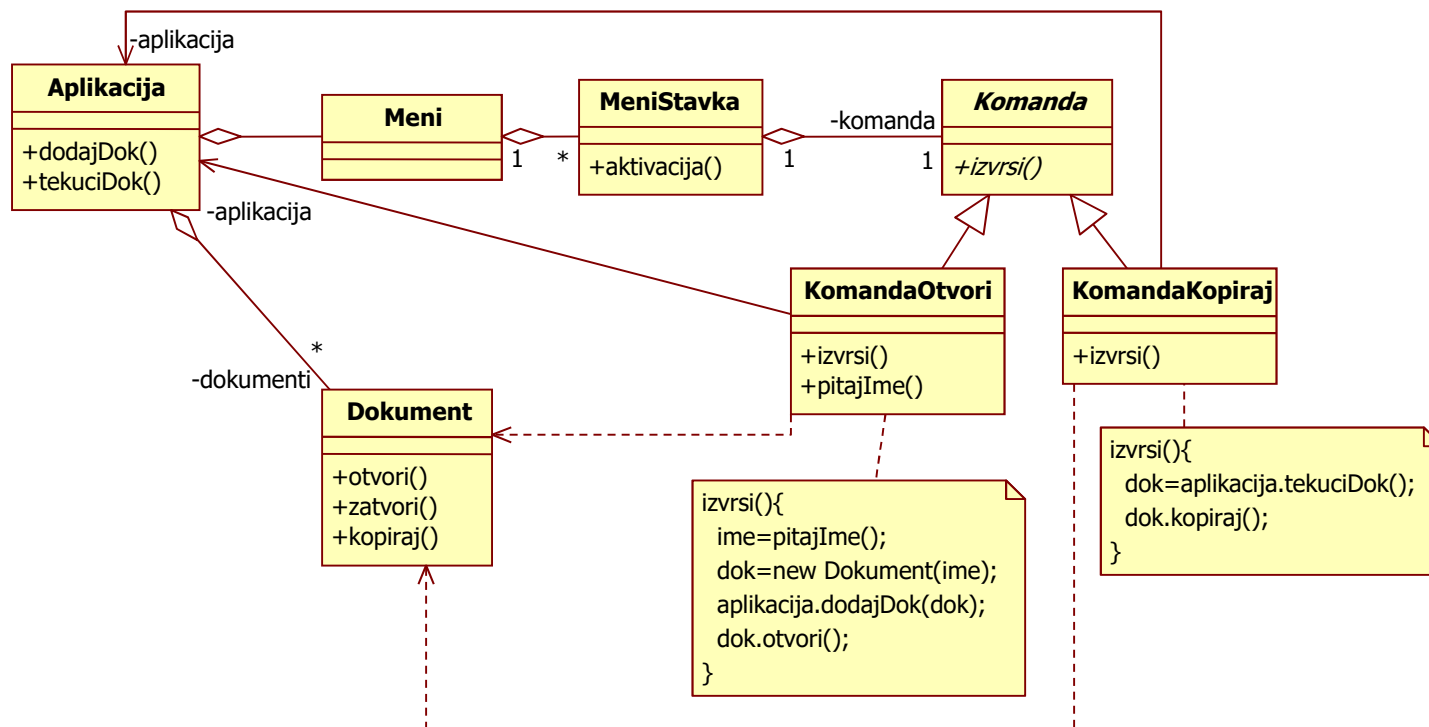 -aplikacija
Aplikacija
+dodajDok()
+tekuciDok()
Meni
1
*
MeniStavka
+aktivacija()
1
-komanda
1
Komanda
+izvrsi()
-aplikacija
KomandaOtvori
+izvrsi()
+pitajIme()
KomandaKopiraj
+izvrsi()
*
-dokumenti
Dokument
+otvori()
+zatvori()
+kopiraj()
izvrsi(){
ime=pitajIme();
dok=new Dokument(ime);
aplikacija.dodajDok(dok);
dok.otvori();
}
izvrsi(){
dok=aplikacija.tekuciDok();
dok.kopiraj();
}